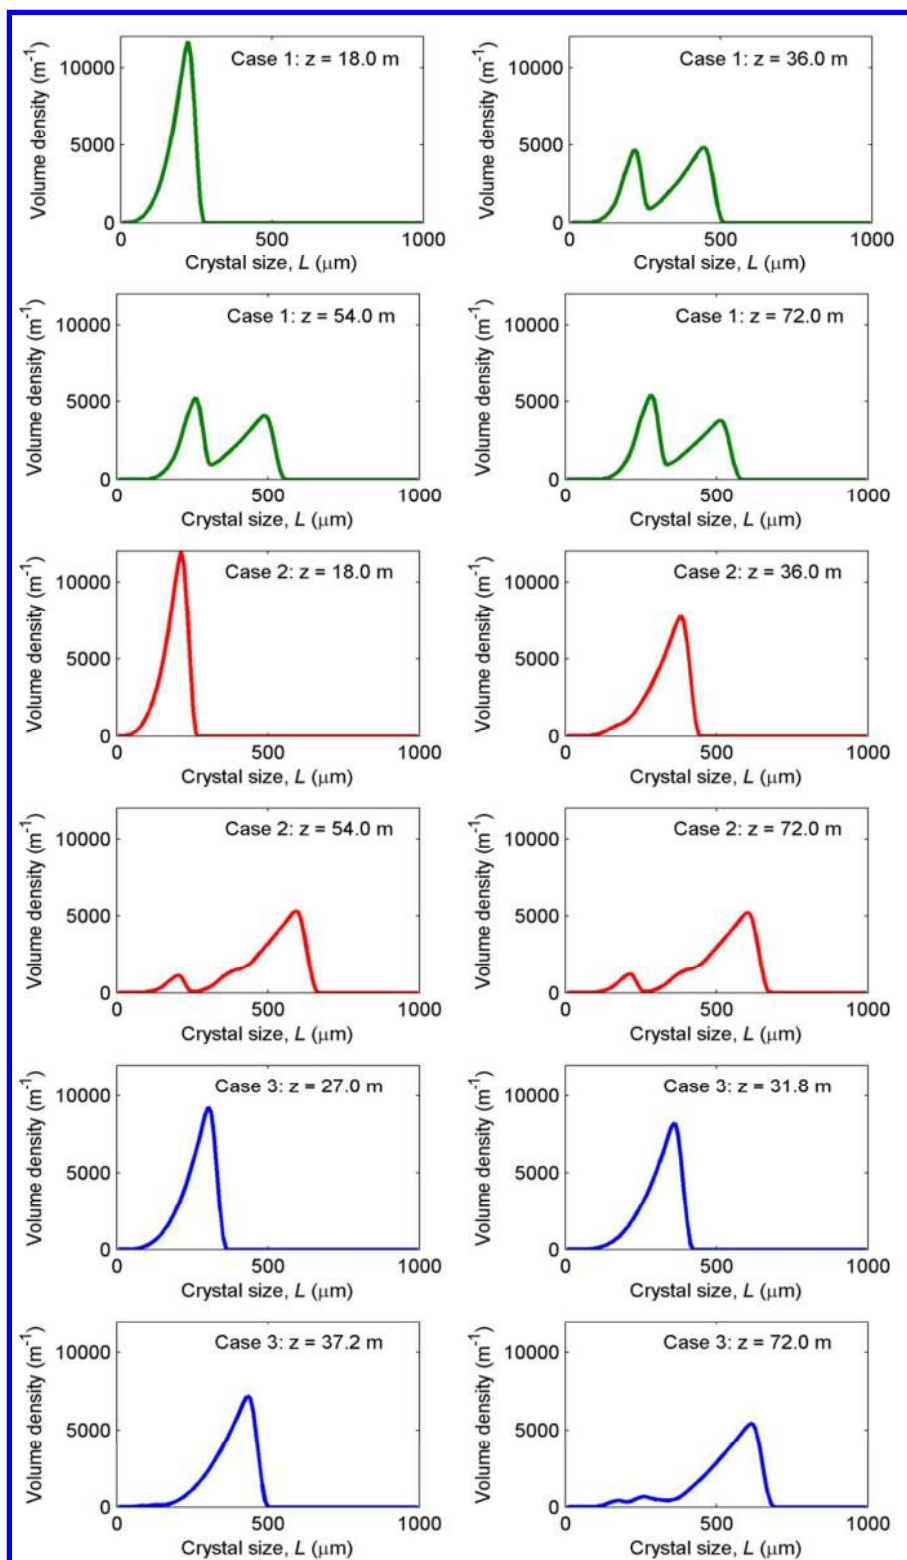 Case 1: z = 18.0 m
Volume density (m⁻¹)
10000
5000
0
0 500 1000
Crystal size, L (μm)
Case 1: z = 36.0 m
Volume density (m⁻¹)
10000
5000
0
0 500 1000
Crystal size, L (μm)
Case 1: z = 54.0 m
Volume density (m⁻¹)
10000
5000
0
0 500 1000
Crystal size, L (μm)
Case 1: z = 72.0 m
Volume density (m⁻¹)
10000
5000
0
0 500 1000
Crystal size, L (μm)
Case 2: z = 18.0 m
Volume density (m⁻¹)
10000
5000
0
0 500 1000
Crystal size, L (μm)
Case 2: z = 36.0 m
Volume density (m⁻¹)
10000
5000
0
0 500 1000
Crystal size, L (μm)
Case 2: z = 54.0 m
Volume density (m⁻¹)
10000
5000
0
0 500 1000
Crystal size, L (μm)
Case 2: z = 72.0 m
Volume density (m⁻¹)
10000
5000
0
0 500 1000
Crystal size, L (μm)
Case 3: z = 27.0 m
Volume density (m⁻¹)
10000
5000
0
0 500 1000
Crystal size, L (μm)
Case 3: z = 31.8 m
Volume density (m⁻¹)
10000
5000
0
0 500 1000
Crystal size, L (μm)
Case 3: z = 37.2 m
Volume density (m⁻¹)
10000
5000
0
0 500 1000
Crystal size, L (μm)
Case 3: z = 72.0 m
Volume density (m⁻¹)
10000
5000
0
0 500 1000
Crystal size, L (μm)